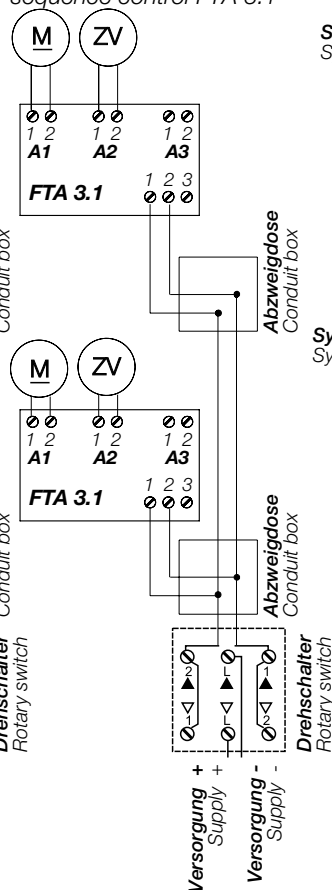 sequence control FTA 3.1
S
S
M ZV
1 2 1 2 1 2
A1 A2 A3
FTA 3.1
1 2 3
Conduit box
Abzweigdose
Conduit box
Sy
Sy
M ZV
1 2 1 2 1 2
A1 A2 A3
FTA 3.1
1 2 3
Conduit box
Abzweigdose
Conduit box
Drehschalter
Rotary switch
2 L 1
1 L 2
Drehschalter
Rotary switch
Versorgung +
Supply +
Versorgung -
Supply -